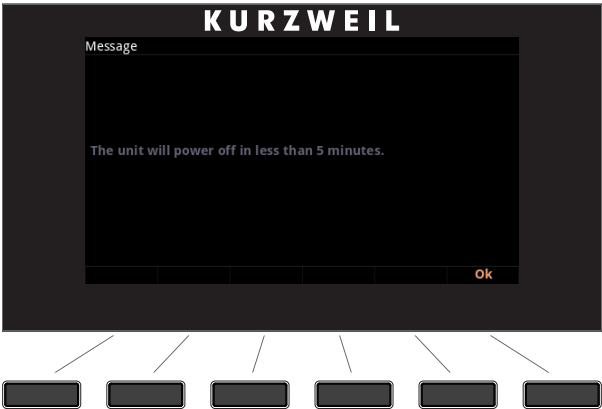 KURZWEIL
Message
The unit will power off in less than 5 minutes.
Ok